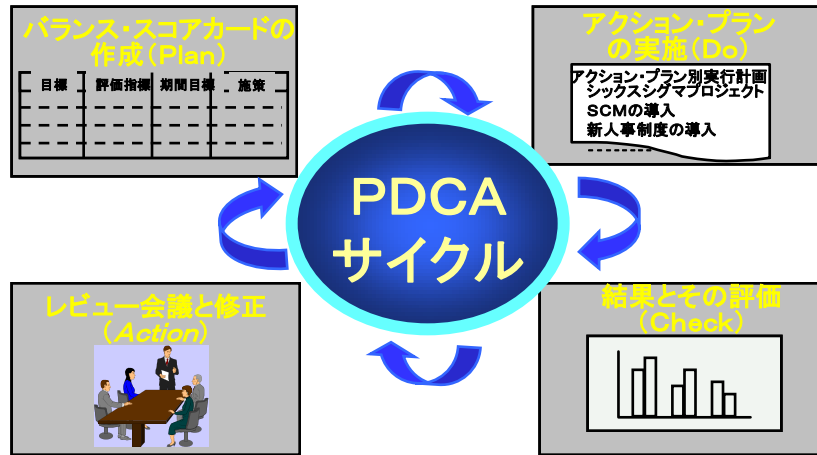 バランス・スコアカードの
作成(Plan)
目標 評価指標 期間目標 施策
アクション・プラン
の実施(Do)
アクション・プラン別実行計画
シックスシグマプロジェクト
SCMの導入
新人事制度の導入
PDCA
サイクル
レビュー会議と修正
(Action)
結果とその評価
(Check)